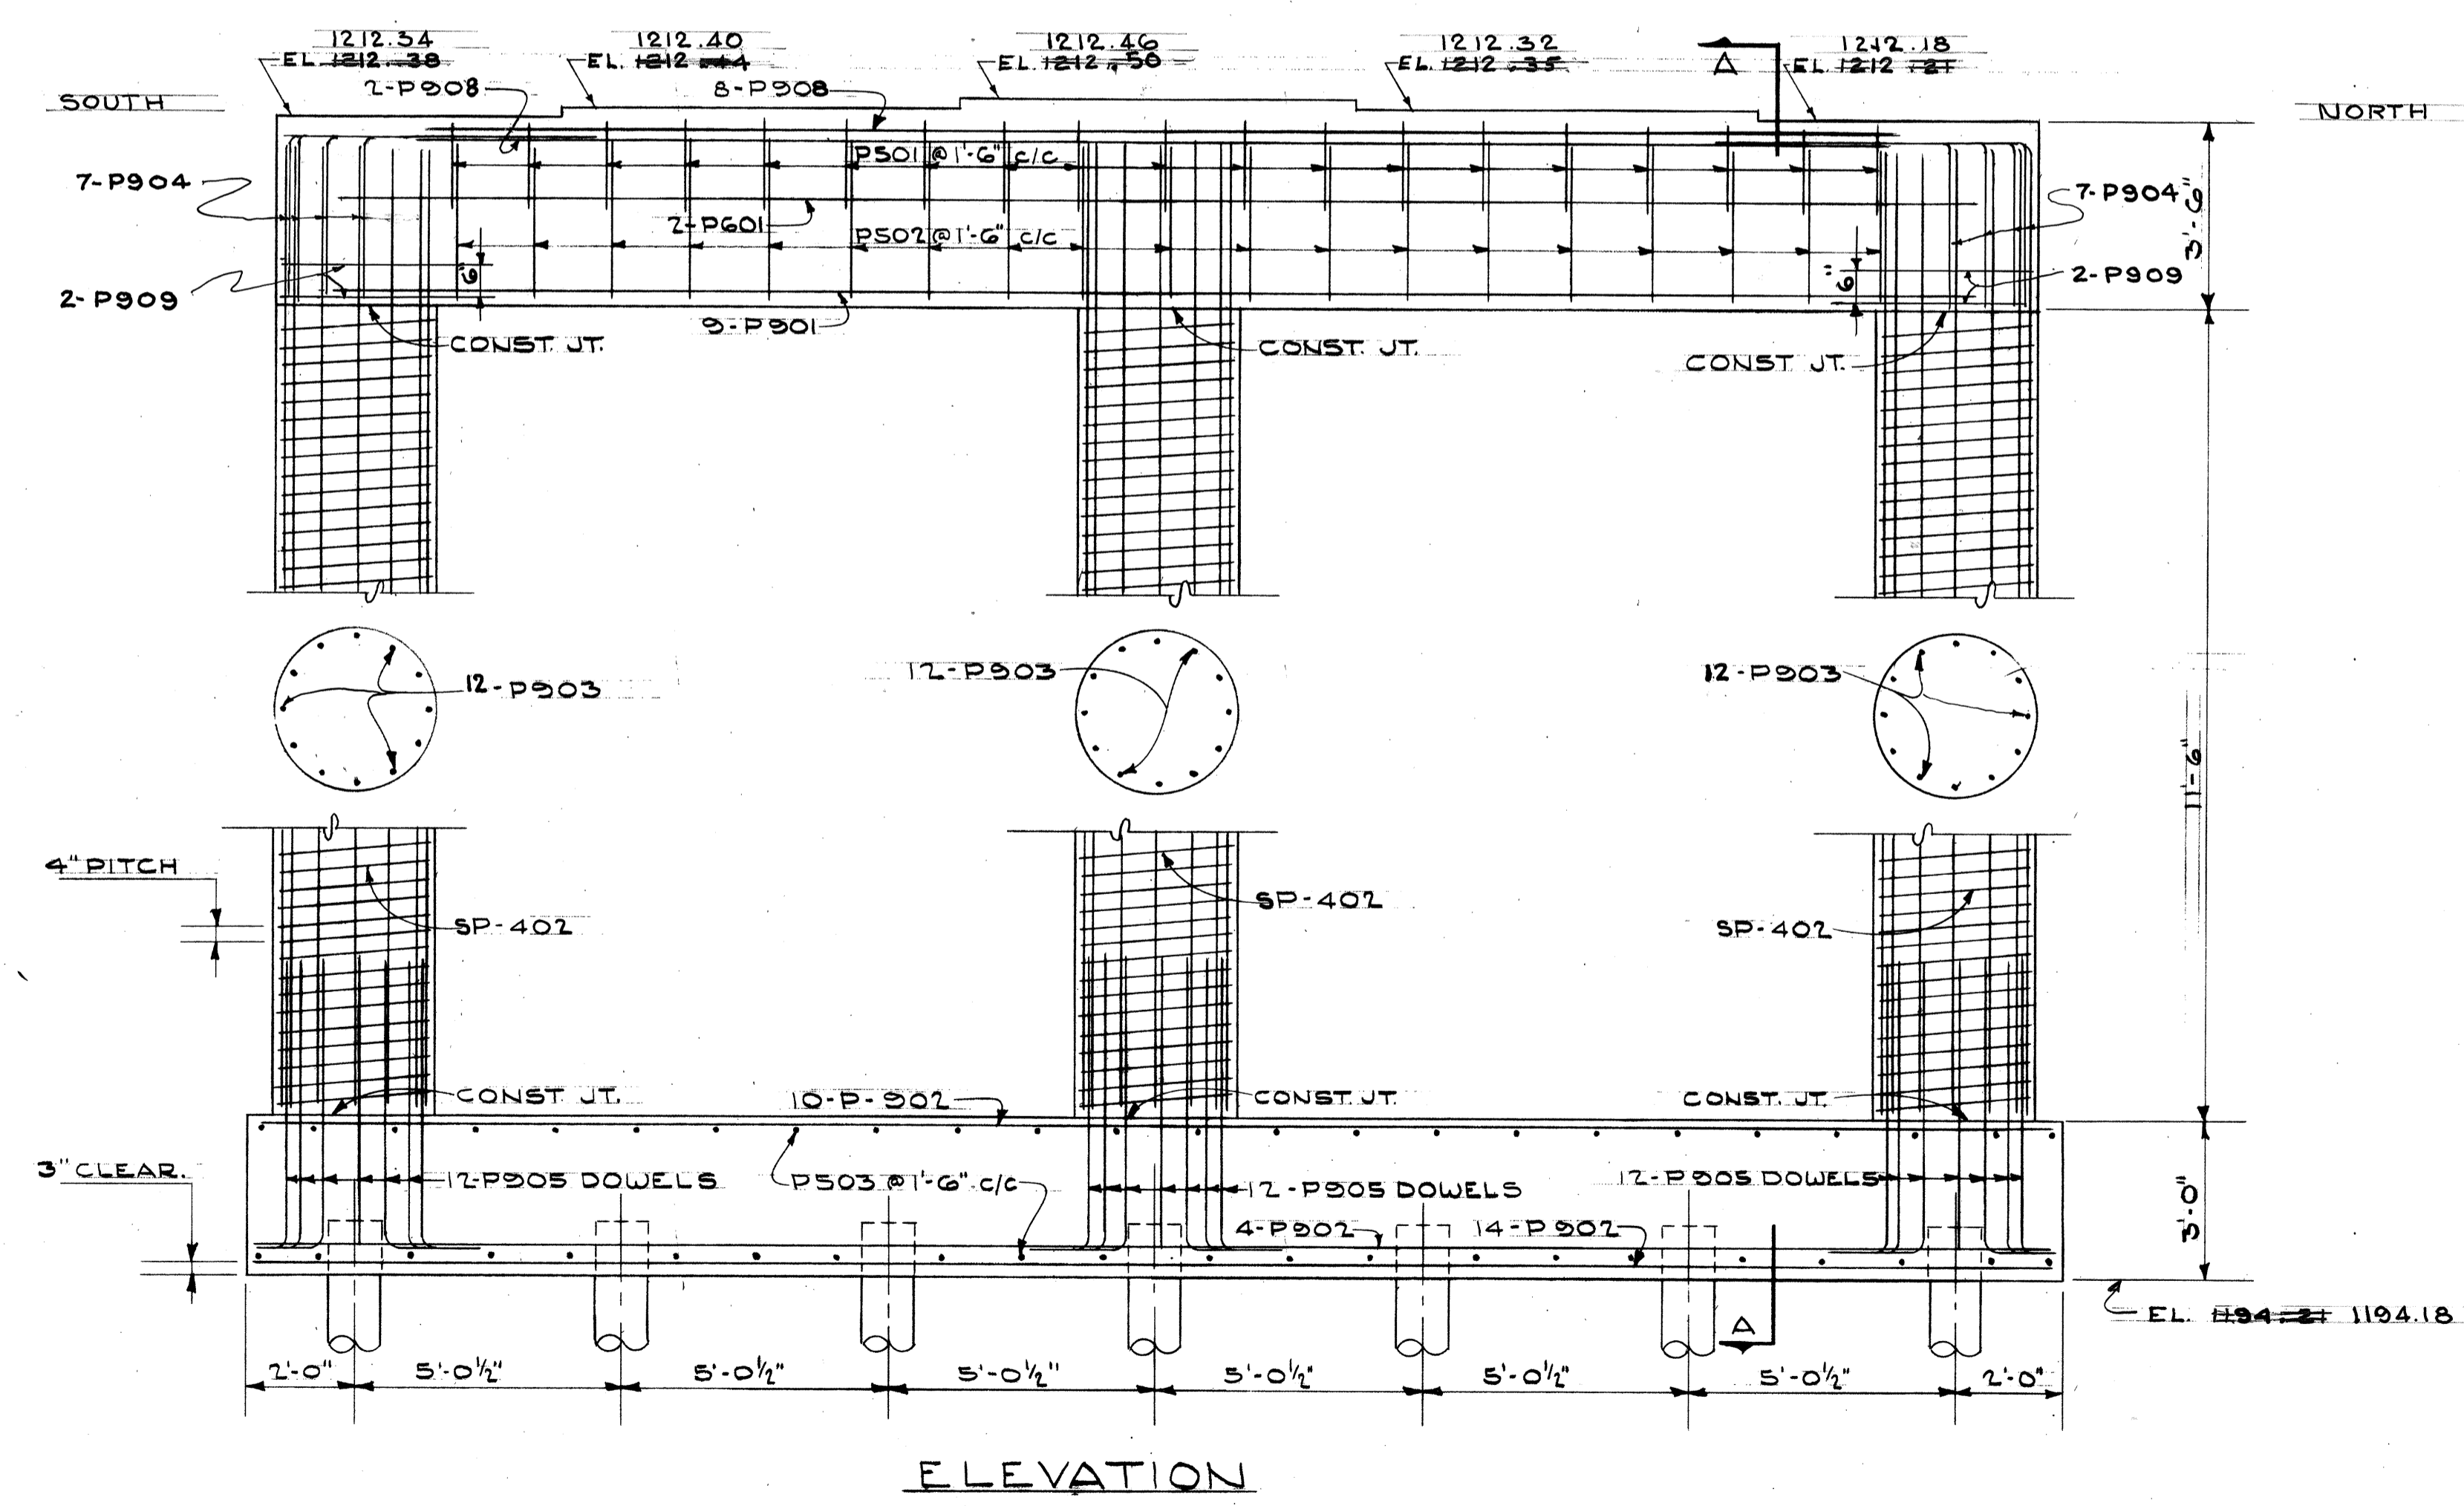 1212.34 1212.40 1212.46 1212.32 1212.18
EL. 1212.38 EL. 1212.44 EL. 1212.50 EL. 1212.35 A EL. 1212.21
2-P908 8-P908
SOUTH NORTH
P501@1'-6" c/c
7-P904 7-P904
3'-6"
2-P601
P502@1'-6" c/c
6" 6"
2-P909 2-P909
9-P901
CONST. JT. CONST. JT. CONST. JT.
12-P903 12-P903 12-P903
11'-6"
4" PITCH
SP-402 SP-402 SP-402
CONST. JT. 10-P-902 CONST. JT. CONST. JT.
3" CLEAR.
12-P905 DOWELS P503@1'-6" c/c 12-P905 DOWELS 12-P905 DOWELS
3'-0"
4-P902 14-P902
EL. 1194.21 1194.18
A
2'-0" 5'-0½" 5'-0½" 5'-0½" 5'-0½" 5'-0½" 5'-0½" 2'-0"
ELEVATION